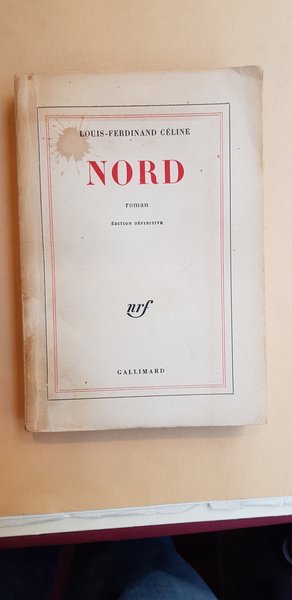 LOUIS-FERDINAND CÉLINE
NORD
roman
ÉDITION DÉFINITIVE
nrf
GALLIMARD